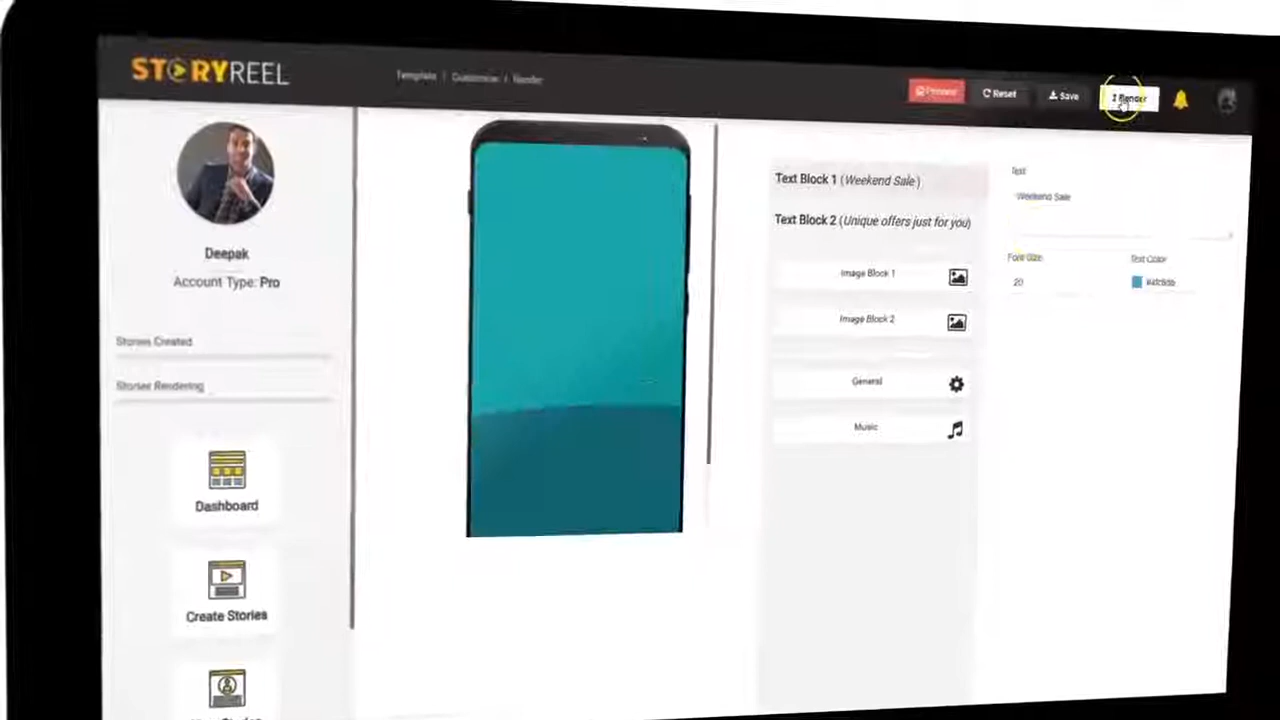 STORYREEL
Template / Customise / Render
Preview
Reset
Save
Render
Deepak
Account Type: Pro
Stories Created
Stories Rendering
Dashboard
Create Stories
Text Block 1 (Weekend Sale)
Text Block 2 (Unique offers just for you)
Image Block 1
Image Block 2
General
Music
Text
Weekend Sale
Font Size
Text Color
20